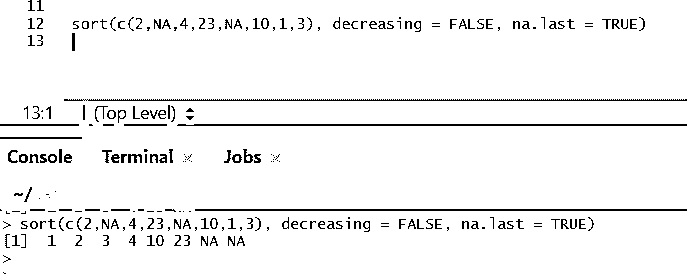 11
12 sort(c(2,NA,4,23,NA,10,1,3), decreasing = FALSE, na.last = TRUE)
13
13:1 (Top Level)
Console Terminal × Jobs ×
~/
> sort(c(2,NA,4,23,NA,10,1,3), decreasing = FALSE, na.last = TRUE)
[1]  1  2  3  4 10 23 NA NA
>
>